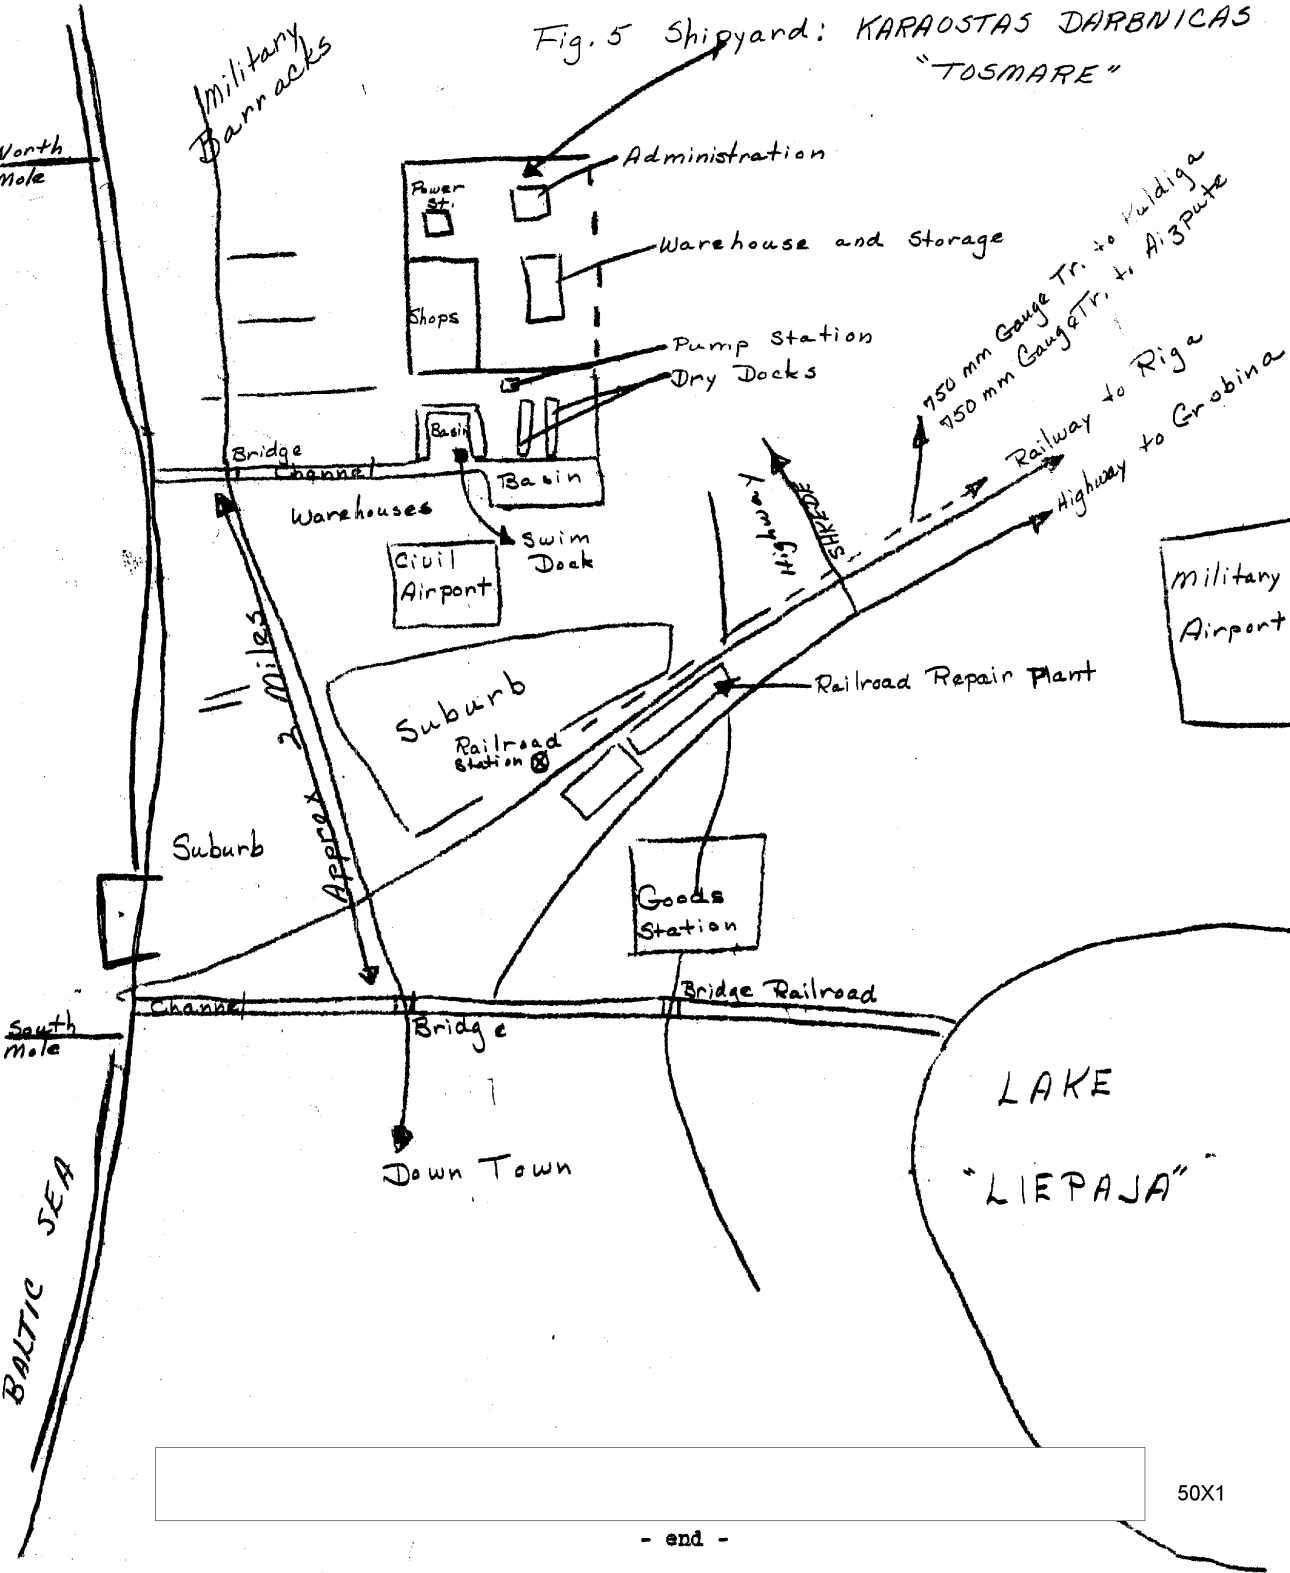 Fig. 5 Shipyard: KARAOSTAS DARBNICAS
"TOSMARE"
Military
Barracks
North
Mole
Administration
Power
St.
Warehouse and Storage
Shops
Pump Station
Dry Docks
750 mm Gauge Tr. to Kuldiga
750 mm Gauge Tr. to Ai3pute
Railway to Riga
Highway to Grobina
Basin
Bridge
Channel
Basin
Warehouses
Swim
Dock
Civil
Airport
Highway
SHKEDE
Military
Airport
Approx 2 Miles
Suburb
Railroad Repair Plant
Railroad
Station
Suburb
Goods
Station
Channel
Bridge
Bridge Railroad
South
Mole
LAKE
"LIEPAJA"
Down Town
BALTIC SEA
50X1
- end -